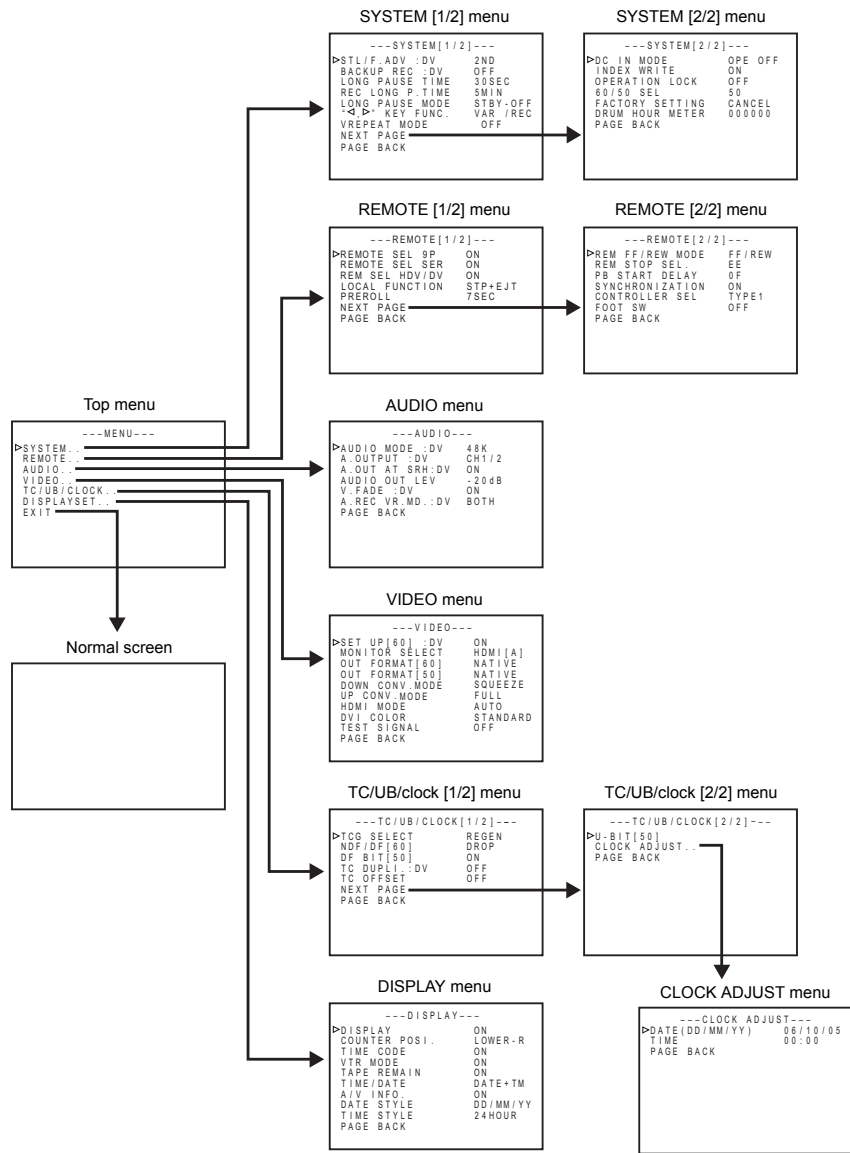 SYSTEM [1/2] menu
---SYSTEM[1/2]---
STL/F.ADV :DV 2ND
BACKUP REC :DV OFF
LONG PAUSE TIME 30SEC
REC LONG P.TIME 5MIN
LONG PAUSE MODE STBY-OFF
"◁,▷" KEY FUNC. VAR /REC
VREPEAT MODE OFF
NEXT PAGE
PAGE BACK
SYSTEM [2/2] menu
---SYSTEM[2/2]---
DC IN MODE OPE OFF
INDEX WRITE ON
OPERATION LOCK OFF
60/50 SEL 50
FACTORY SETTING CANCEL
DRUM HOUR METER 000000
PAGE BACK
REMOTE [1/2] menu
---REMOTE[1/2]---
REMOTE SEL 9P ON
REMOTE SEL SER ON
REM SEL HDV/DV ON
LOCAL FUNCTION STP+EJT
PREROLL 7SEC
NEXT PAGE
PAGE BACK
REMOTE [2/2] menu
---REMOTE[2/2]---
REM FF/REW MODE FF/REW
REM STOP SEL. EE
PB START DELAY 0F
SYNCHRONIZATION ON
CONTROLLER SEL TYPE1
FOOT SW OFF
PAGE BACK
Top menu
---MENU---
SYSTEM..
REMOTE..
AUDIO..
VIDEO..
TC/UB/CLOCK..
DISPLAYSET..
EXIT
Normal screen
AUDIO menu
---AUDIO---
AUDIO MODE :DV 48K
A.OUTPUT :DV CH1/2
A.OUT AT SRH:DV ON
AUDIO OUT LEV -20dB
V.FADE :DV ON
A.REC VR.MD.:DV BOTH
PAGE BACK
VIDEO menu
---VIDEO---
SET UP[60] :DV ON
MONITOR SELECT HDMI[A]
OUT FORMAT[60] NATIVE
OUT FORMAT[50] NATIVE
DOWN CONV.MODE SQUEEZE
UP CONV.MODE FULL
HDMI MODE AUTO
DVI COLOR STANDARD
TEST SIGNAL OFF
PAGE BACK
TC/UB/clock [1/2] menu
---TC/UB/CLOCK[1/2]---
TCG SELECT REGEN
NDF/DF[60] DROP
DF BIT[50] ON
TC DUPLI.:DV OFF
TC OFFSET OFF
NEXT PAGE
PAGE BACK
TC/UB/clock [2/2] menu
---TC/UB/CLOCK[2/2]---
U-BIT[50]
CLOCK ADJUST..
PAGE BACK
DISPLAY menu
---DISPLAY---
DISPLAY ON
COUNTER POSI. LOWER-R
TIME CODE ON
VTR MODE ON
TAPE REMAIN ON
TIME/DATE DATE+TM
A/V INFO. ON
DATE STYLE DD/MM/YY
TIME STYLE 24HOUR
PAGE BACK
CLOCK ADJUST menu
---CLOCK ADJUST---
DATE(DD/MM/YY) 06/10/05
TIME 00:00
PAGE BACK